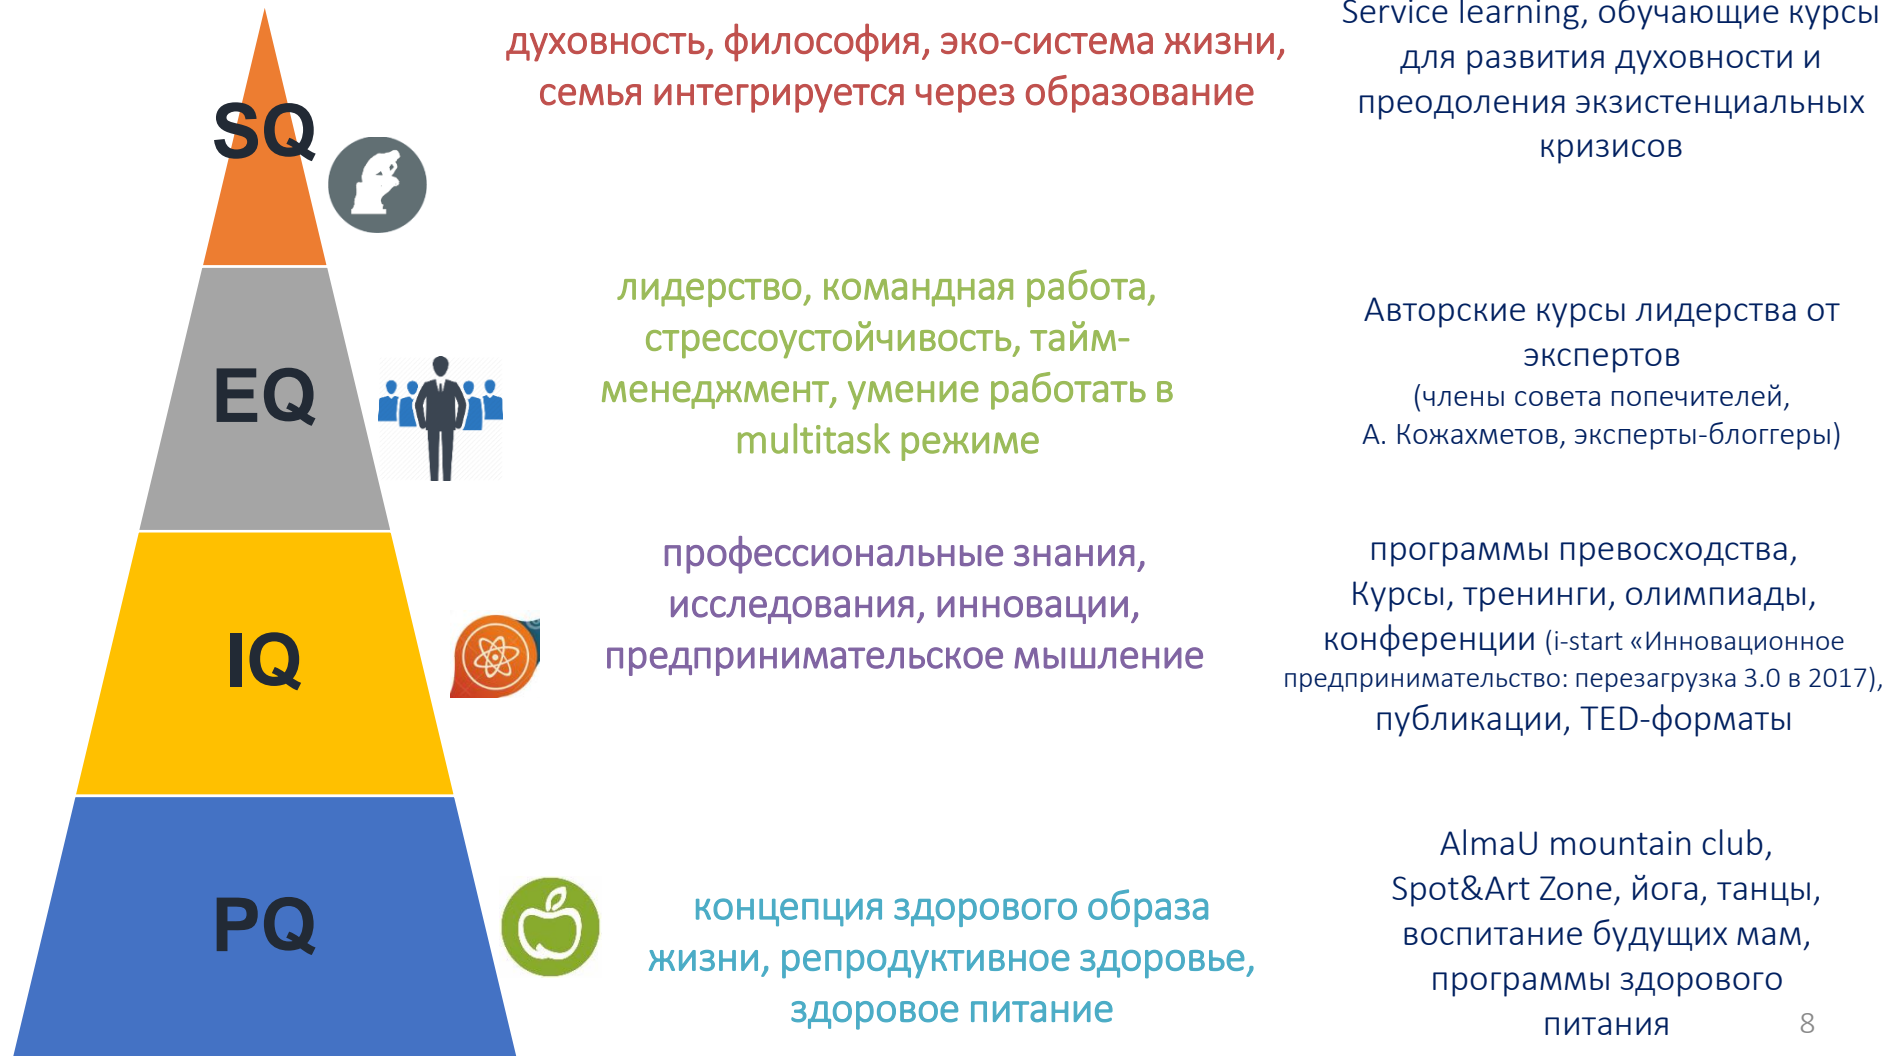 SQ
духовность, философия, эко-система жизни,
семья интегрируется через образование
Service learning, обучающие курсы
для развития духовности и
преодоления экзистенциальных
кризисов
EQ
лидерство, командная работа,
стрессоустойчивость, тайм-
менеджмент, умение работать в
multitask режиме
Авторские курсы лидерства от
экспертов
(члены совета попечителей,
А. Кожахметов, эксперты-блоггеры)
IQ
профессиональные знания,
исследования, инновации,
предпринимательское мышление
программы превосходства,
Курсы, тренинги, олимпиады,
конференции (i-start «Инновационное
предпринимательство: перезагрузка 3.0 в 2017),
публикации, TED-форматы
PQ
концепция здорового образа
жизни, репродуктивное здоровье,
здоровое питание
AlmaU mountain club,
Spot&Art Zone, йога, танцы,
воспитание будущих мам,
программы здорового
питания
8